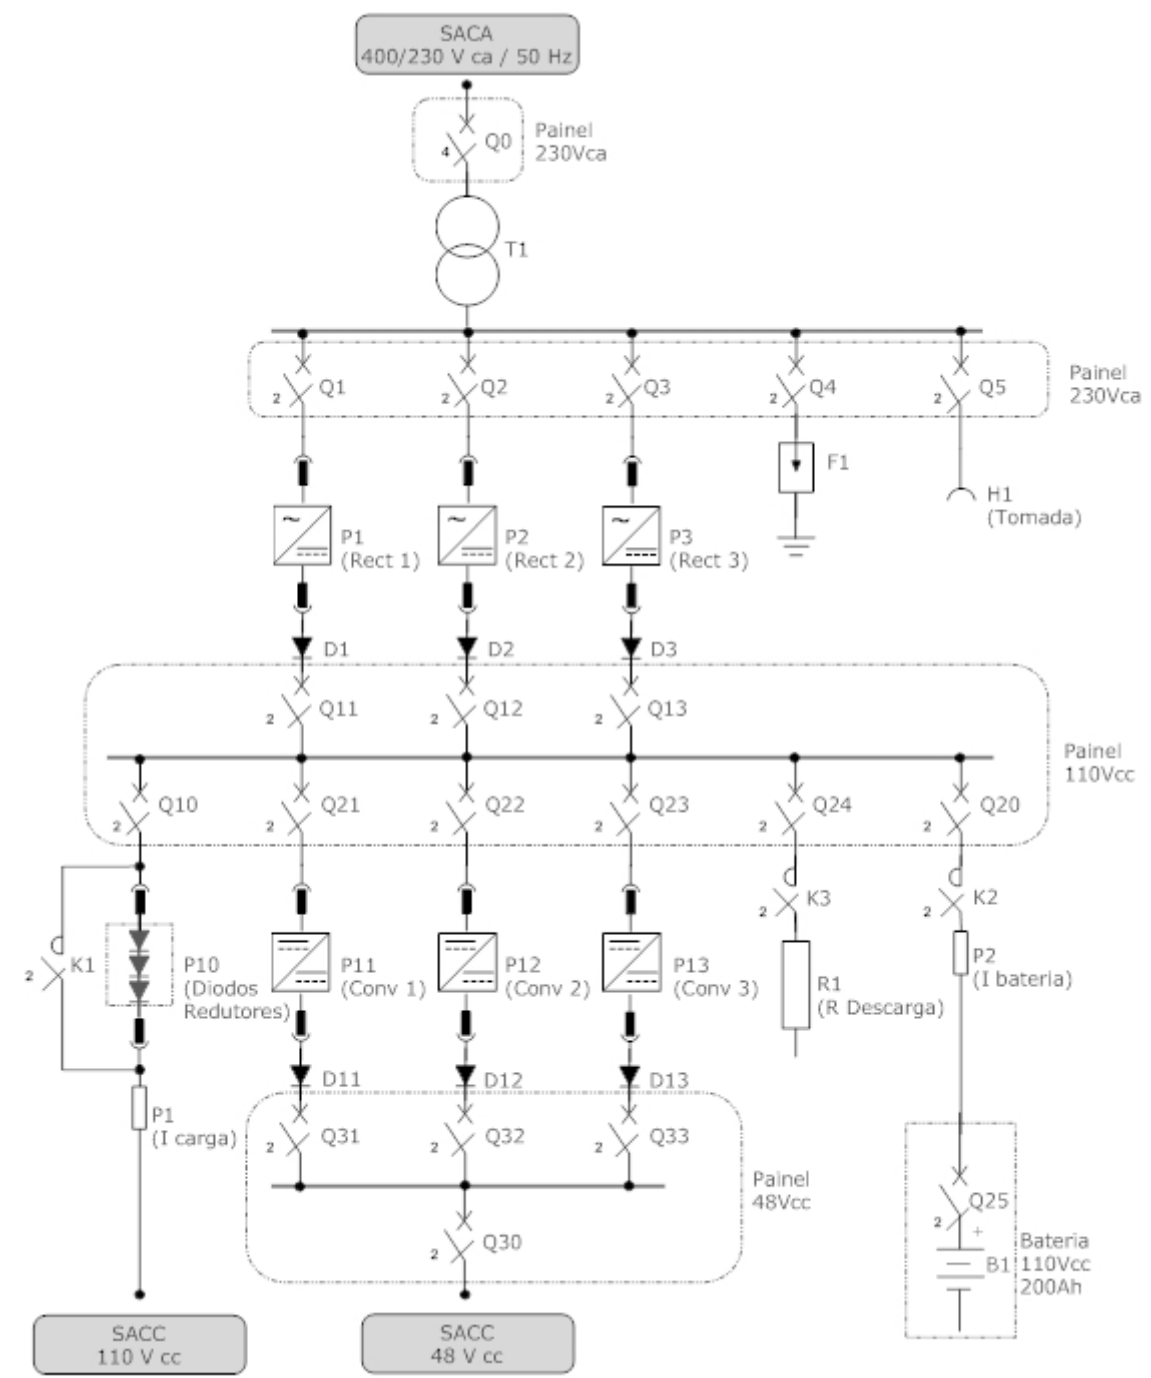 SACA
400/230 V ca / 50 Hz
Q0
4
Painel
230Vca
T1
2 Q1
2 Q2
2 Q3
2 Q4
2 Q5
Painel
230Vca
F1
H1
(Tomada)
~
P1
(Rect 1)
~
P2
(Rect 2)
~
P3
(Rect 3)
D1
D2
D3
2 Q11
2 Q12
2 Q13
Painel
110Vcc
2 Q10
2 Q21
2 Q22
2 Q23
2 Q24
2 Q20
2 K1
P10
(Diodos
Redutores)
P11
(Conv 1)
P12
(Conv 2)
P13
(Conv 3)
2 K3
R1
(R Descarga)
2 K2
P2
(I bateria)
D11
D12
D13
P1
(I carga)
2 Q31
2 Q32
2 Q33
Painel
48Vcc
2 Q30
2 Q25
+
B1
Bateria
110Vcc
200Ah
SACC
110 V cc
SACC
48 V cc